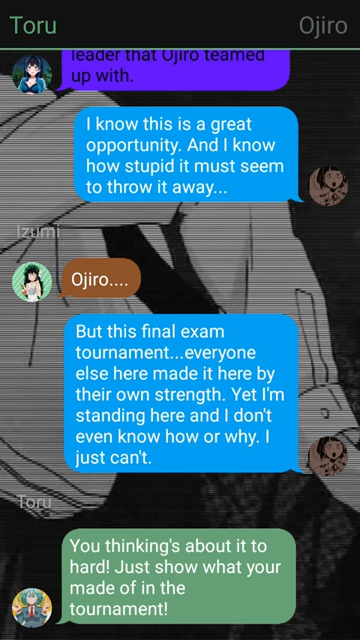 Toru
Ojiro
leader that Ojiro teamed
up with.
I know this is a great
opportunity. And I know
how stupid it must seem
to throw it away...
Izumi
Ojiro....
But this final exam
tournament...everyone
else here made it here by
their own strength. Yet I'm
standing here and I don't
even know how or why. I
just can't.
Toru
You thinking's about it to
hard! Just show what your
made of in the
tournament!